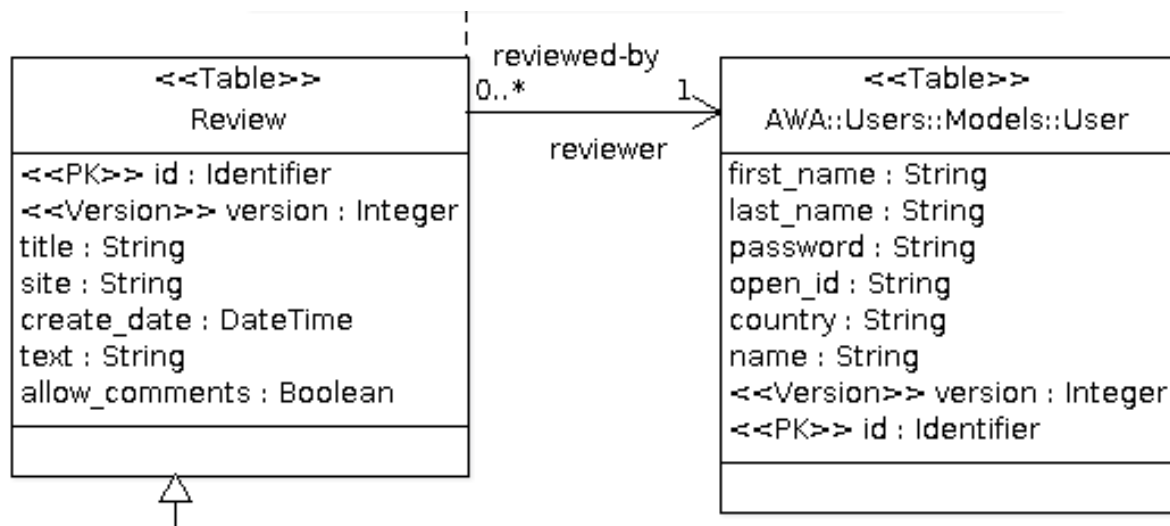 <<Table>>
Review
<<PK>> id : Identifier
<<Version>> version : Integer
title : String
site : String
create_date : DateTime
text : String
allow_comments : Boolean
reviewed-by
0..* 1
reviewer
<<Table>>
AWA::Users::Models::User
first_name : String
last_name : String
password : String
open_id : String
country : String
name : String
<<Version>> version : Integer
<<PK>> id : Identifier